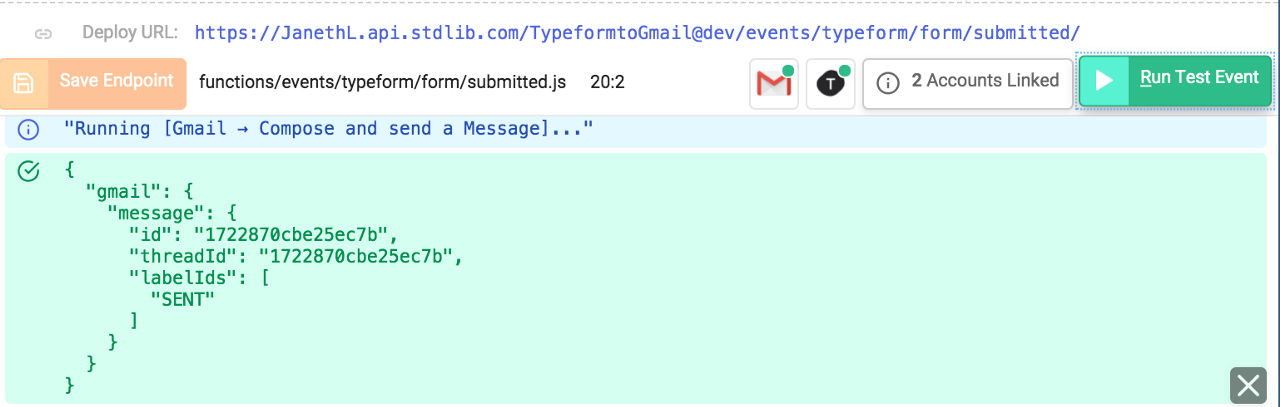 Deploy URL: https://JanethL.api.stdlib.com/TypeformtoGmail@dev/events/typeform/form/submitted/
Save Endpoint functions/events/typeform/form/submitted.js 20:2 T 2 Accounts Linked Run Test Event
"Running [Gmail → Compose and send a Message]..."
{
"gmail": {
"message": {
"id": "1722870cbe25ec7b",
"threadId": "1722870cbe25ec7b",
"labelIds": [
"SENT"
]
}
}
}